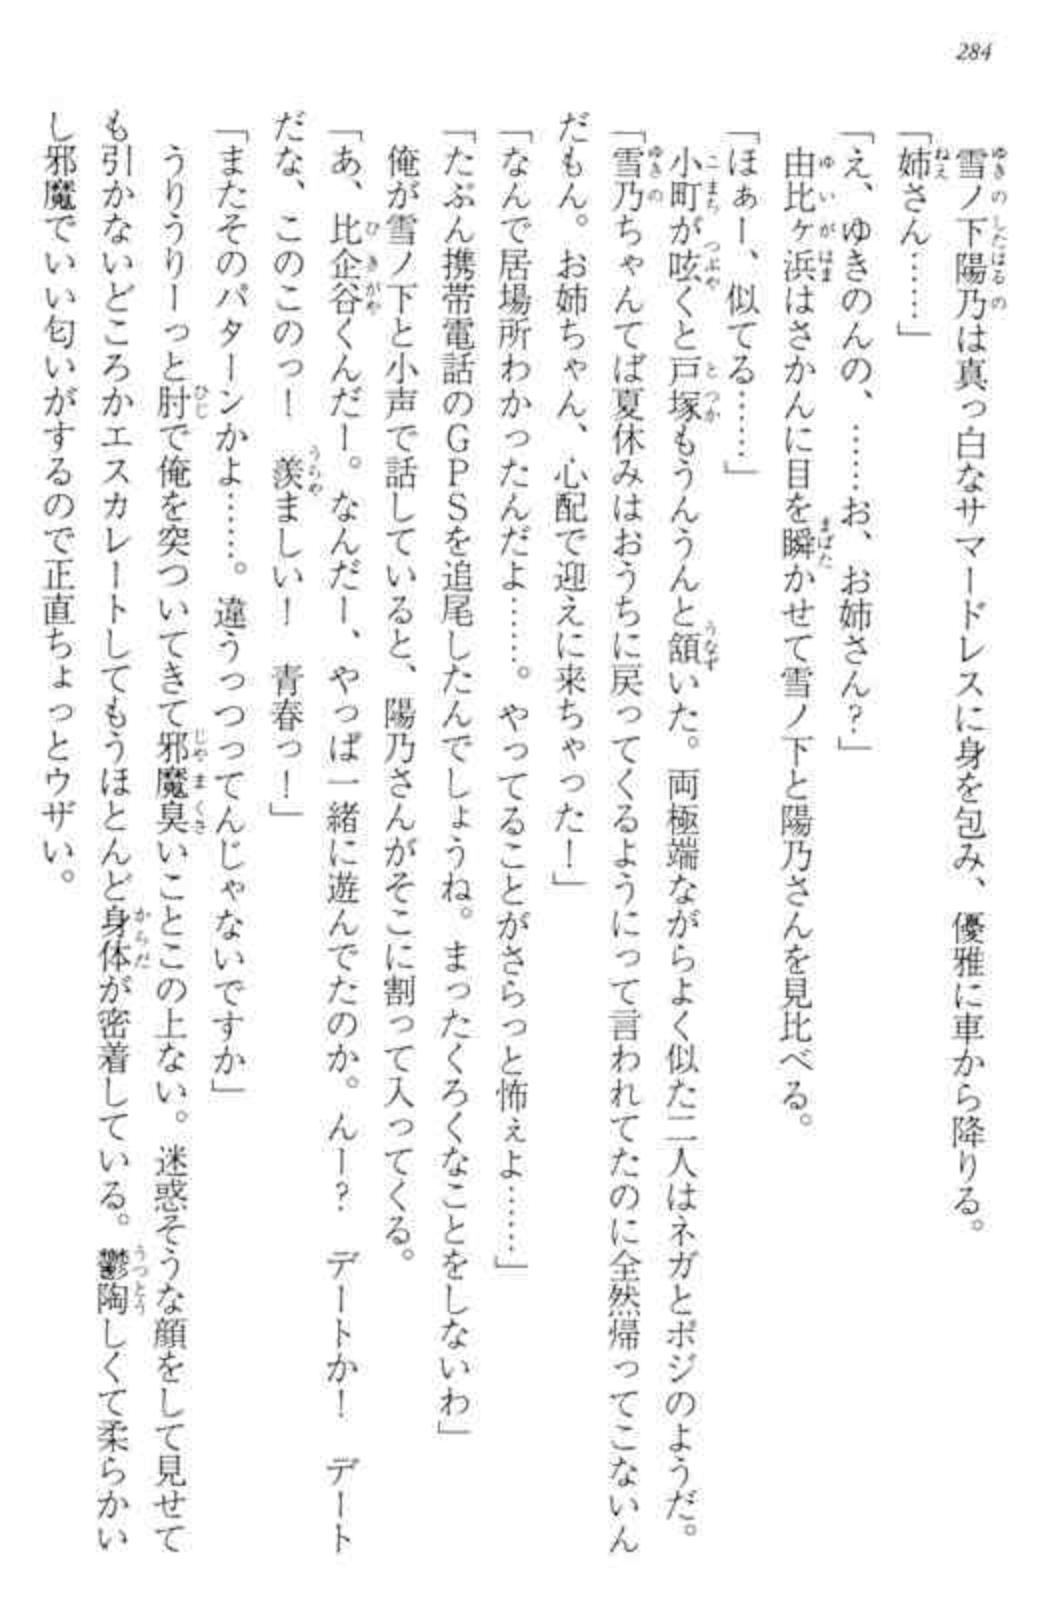 284
雪ノ下陽乃は真っ白なサマードレスに身を包み、優雅に車から降りる。
「姉さん……」
「え、ゆきのんの、……お、お姉さん？」
由比ヶ浜はさかんに目を瞬かせて雪ノ下と陽乃さんを見比べる。
「ほぁー、似てる……」
小町が呟くと戸塚もうんうんと頷いた。両極端ながらよく似た二人はネガとポジのようだ。
「雪乃ちゃんてば夏休みはおうちに戻ってくるようにって言われてたのに全然帰ってこないん
だもん。お姉ちゃん、心配で迎えに来ちゃった！」
「なんで居場所わかったんだよ……。やってることがさらっと怖ぇよ……」
「たぶん携帯電話のＧＰＳを追尾したんでしょうね。まったくろくなことをしないわ」
俺が雪ノ下と小声で話していると、陽乃さんがそこに割って入ってくる。
「あ、比企谷くんだー。なんだー、やっぱ一緒に遊んでたのか。んー？　デートか！　デート
だな、このこのっ！　羨ましい！　青春っ！」
「またそのパターンかよ……。違うっつってんじゃないですか」
うりうりーっと肘で俺を突ついてきて邪魔臭いことこの上ない。迷惑そうな顔をして見せて
も引かないどころかエスカレートしてもうほとんど身体が密着している。鬱陶しくて柔らかい
し邪魔でいい匂いがするので正直ちょっとウザい。